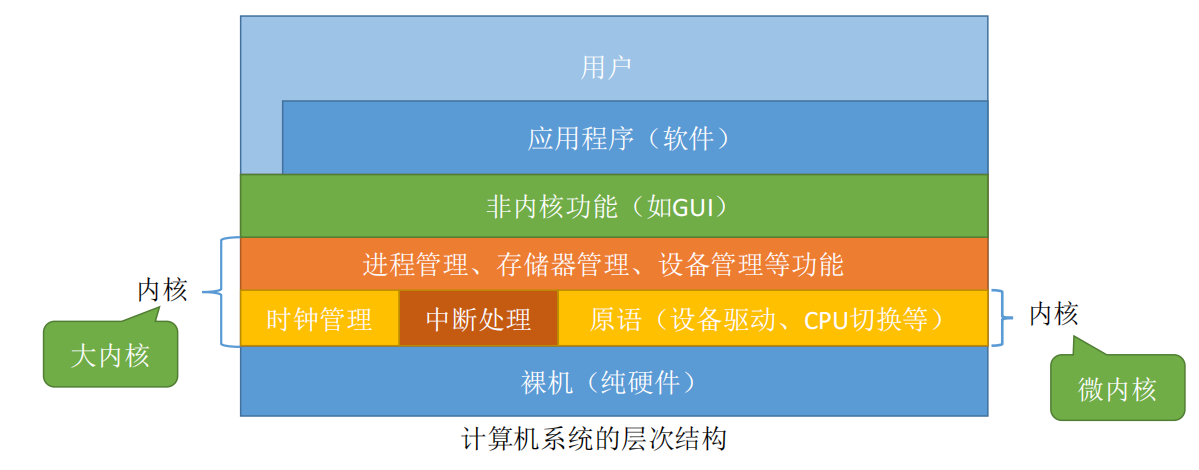 用户
应用程序（软件）
非内核功能（如GUI）
进程管理、存储器管理、设备管理等功能
内核
时钟管理
中断处理
原语（设备驱动、CPU切换等）
内核
大内核
裸机（纯硬件）
微内核
计算机系统的层次结构